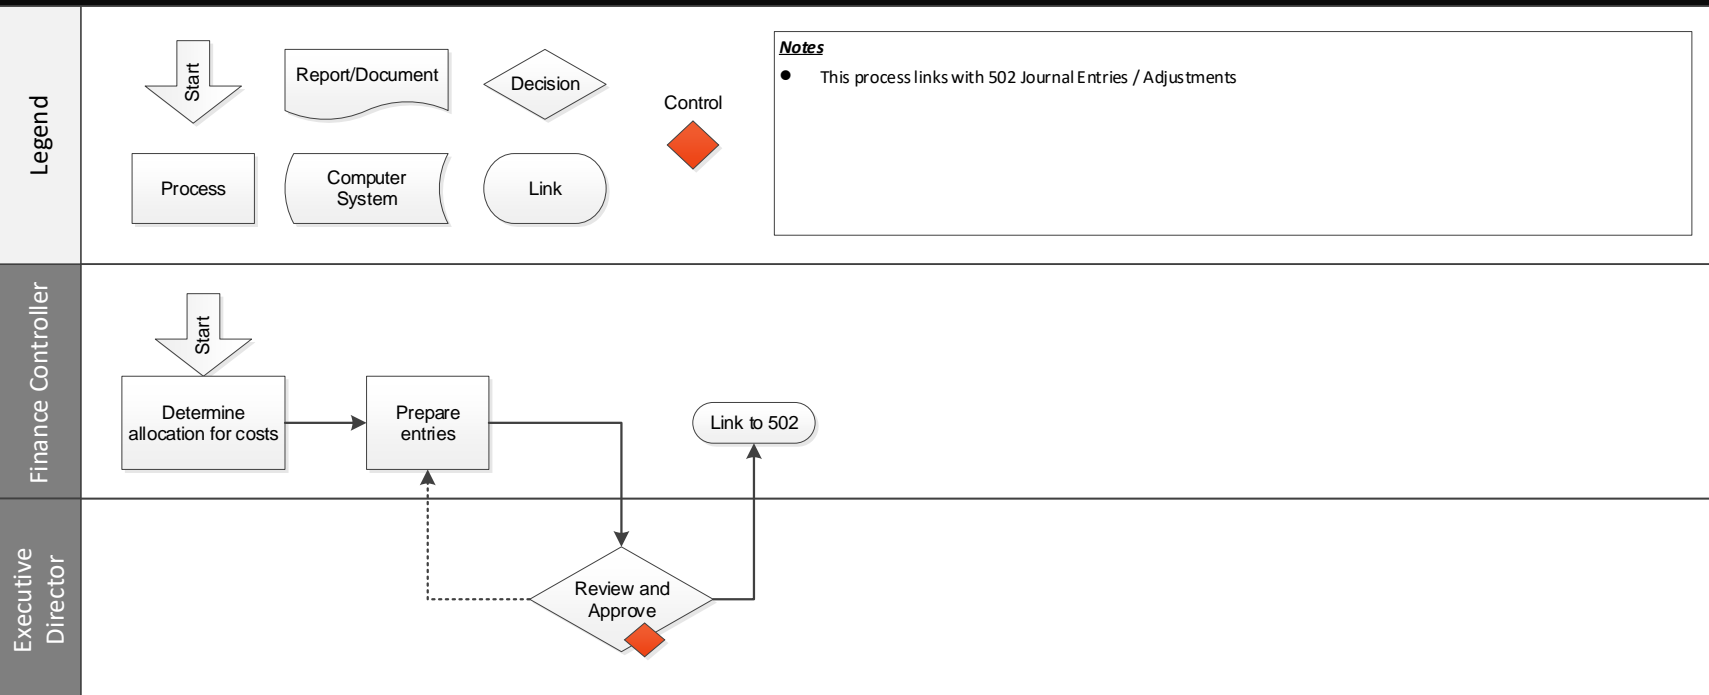 Legend
Start
Report/Document
Decision
Control
Process
Computer
System
Link
Notes
● This process links with 502 Journal Entries / Adjustments
Finance Controller
Start
Determine
allocation for costs
Prepare
entries
Link to 502
Executive
Director
Review and
Approve